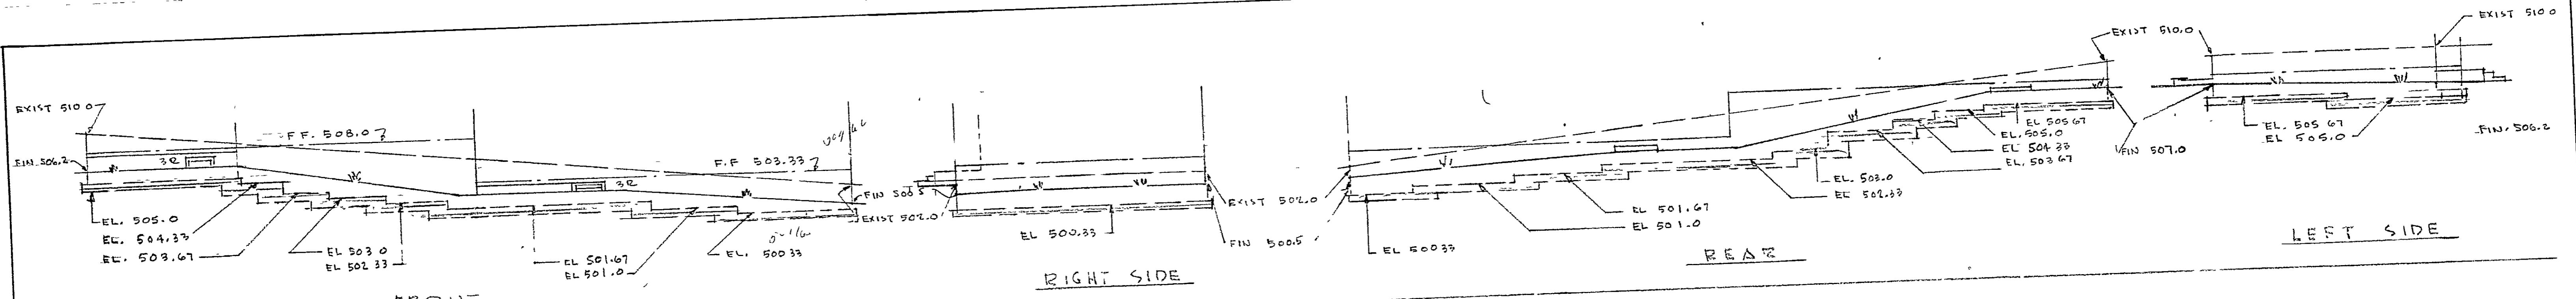 EXIST 510 0
FIN. 506.2
F F. 508.0
3R
EL. 505.0
EL. 504.33
EL. 503.67
EL 503 0
EL 502 33
F.F 503.33
3R
EL 501.67
EL 501.0
EL. 500 33
FIN 500.5
EXIST 502.0
EL 500.33
RIGHT SIDE
EXIST 502.0
FIN 500.5
EL 500 33
EL 501.67
EL 501.0
REAR
EL. 503.0
EL 502.33
EXIST 510.0
EL 505 67
EL. 505.0
EL 504 33
EL. 503 67
FIN 507.0
EL. 505 67
EL 505.0
EXIST 510 0
FIN. 506.2
LEFT SIDE
FRONT